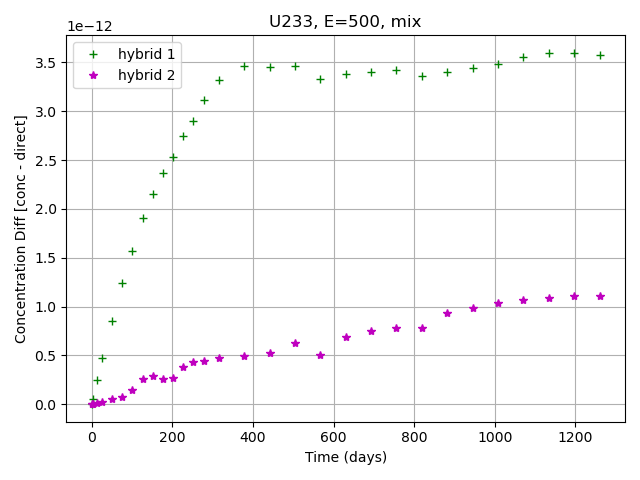 U233, E=500, mix
1e−12
hybrid 1
hybrid 2
Concentration Diff [conc - direct]
3.5
3.0
2.5
2.0
1.5
1.0
0.5
0.0
0 200 400 600 800 1000 1200
Time (days)